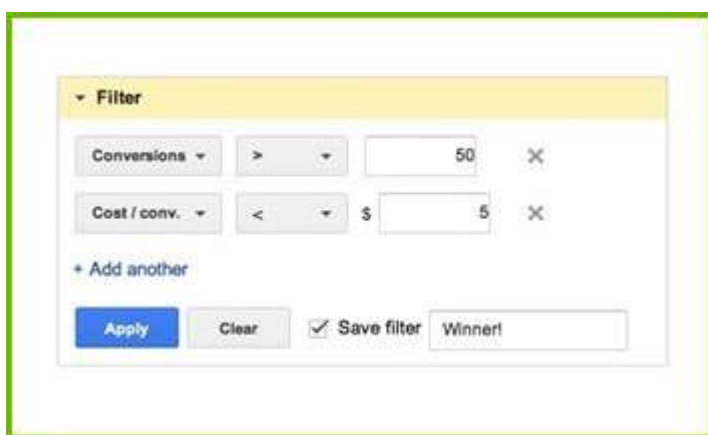 Filter
Conversions > 50
Cost / conv. < $ 5
+ Add another
Apply Clear Save filter Winner!